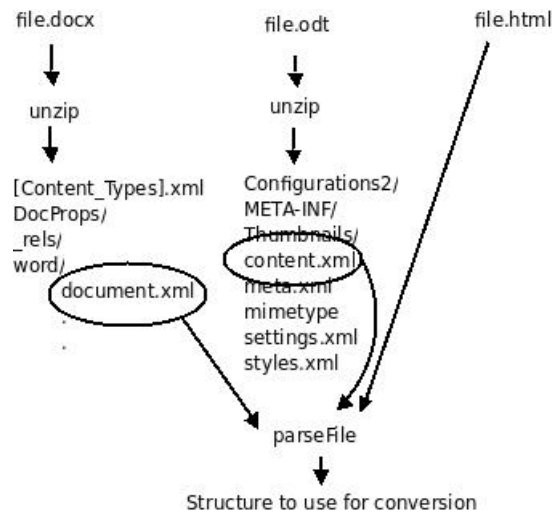 file.docx
file.odt
file.html
unzip
unzip
[Content_Types].xml
DocProps/
_rels/
word/
document.xml
.
.
Configurations2/
META-INF/
Thumbnails/
content.xml
meta.xml
mimetype
settings.xml
styles.xml
parseFile
Structure to use for conversion